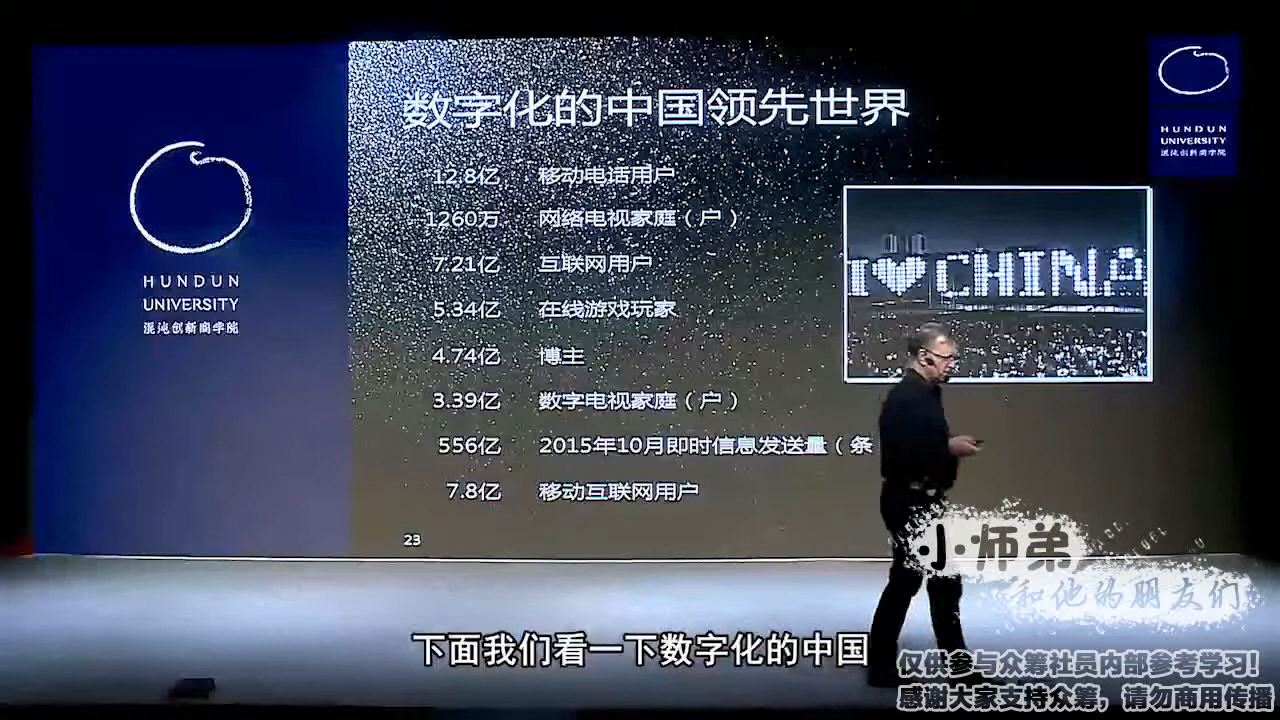 数字化的中国领先世界
12.8亿 移动电话用户
1260万 网络电视家庭（户）
7.21亿 互联网用户
5.34亿 在线游戏玩家
4.74亿 博主
3.39亿 数字电视家庭（户）
556亿 2015年10月即时信息发送量（条
7.8亿 移动互联网用户
23
HUNDUN
UNIVERSITY
混沌创新商学院
HUNDUN
UNIVERSITY
混沌创新商学院
I♥CHINA
小师弟
和他的朋友们
下面我们看一下数字化的中国
仅供参与众筹社员内部参考学习！
感谢大家支持众筹，请勿商用传播